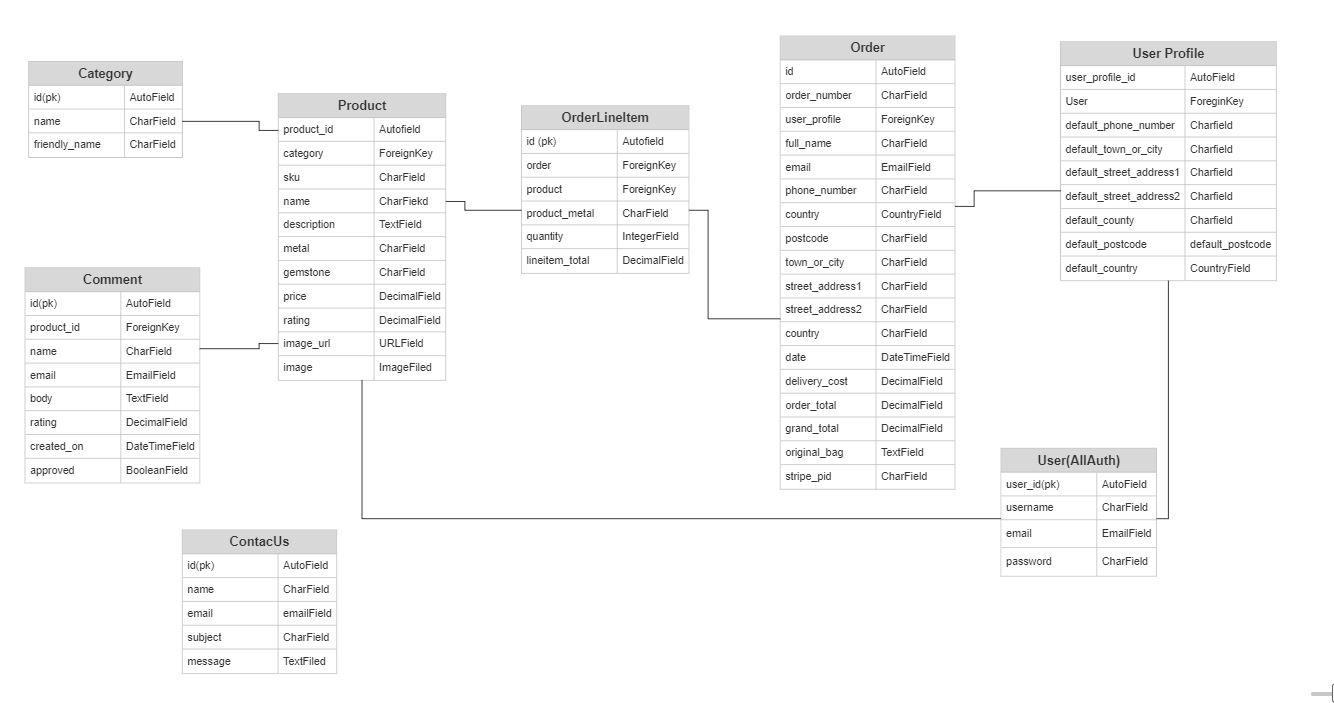 Category
id(pk) AutoField
name CharField
friendly_name CharField
Comment
id(pk) AutoField
product_id ForeignKey
name CharField
email EmailField
body TextField
rating DecimalField
created_on DateTimeField
approved BooleanField
Product
product_id Autofield
category ForeignKey
sku CharField
name CharFiekd
description TextField
metal CharField
gemstone CharField
price DecimalField
rating DecimalField
image_url URLField
image ImageFiled
ContacUs
id(pk) AutoField
name CharField
email emailField
subject CharField
message TextFiled
OrderLineItem
id (pk) Autofield
order ForeignKey
product ForeignKey
product_metal CharField
quantity IntegerField
lineitem_total DecimalField
Order
id AutoField
order_number CharField
user_profile ForeignKey
full_name CharField
email EmailField
phone_number CharField
country CountryField
postcode CharField
town_or_city CharField
street_address1 CharField
street_address2 CharField
country CharField
date DateTimeField
delivery_cost DecimalField
order_total DecimalField
grand_total DecimalField
original_bag TextField
stripe_pid CharField
User Profile
user_profile_id AutoField
User ForeginKey
default_phone_number Charfield
default_town_or_city Charfield
default_street_address1 Charfield
default_street_address2 Charfield
default_county Charfield
default_postcode default_postcode
default_country CountryField
User(AllAuth)
user_id(pk) AutoField
username CharField
email EmailField
password CharField